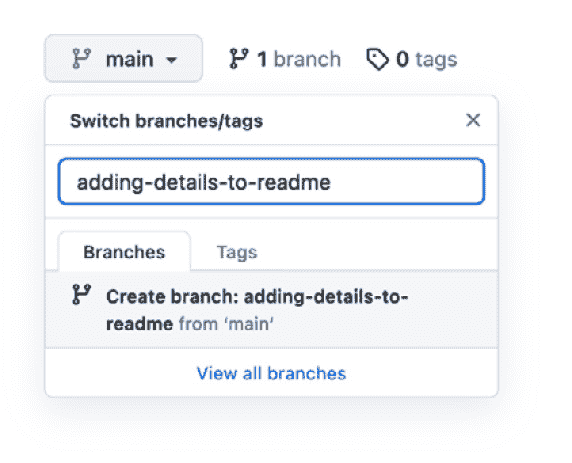 main 1 branch 0 tags
Switch branches/tags
adding-details-to-readme
Branches Tags
Create branch: adding-details-to-
readme from ‘main’
View all branches